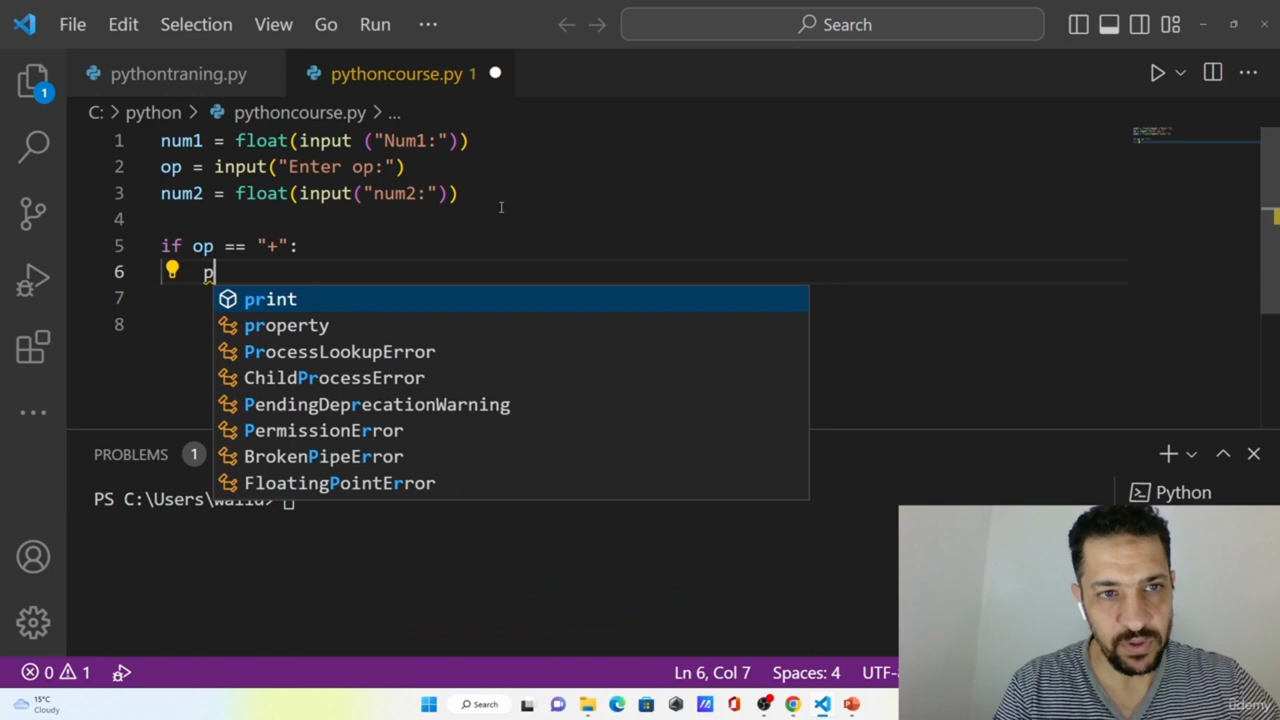 File Edit Selection View Go Run ··· Search
pythontraning.py pythoncourse.py 1
C: > python > pythoncourse.py > ...
1 num1 = float(input ("Num1:"))
2 op = input("Enter op:")
3 num2 = float(input("num2:"))
4
5 if op == "+":
6 p
7
8
print
property
ProcessLookupError
ChildProcessError
PendingDeprecationWarning
PermissionError
BrokenPipeError
FloatingPointError
PROBLEMS 1
PS C:\Users\walid>
Python
0 1 Ln 6, Col 7 Spaces: 4
15°C
Cloudy
Search
Udemy